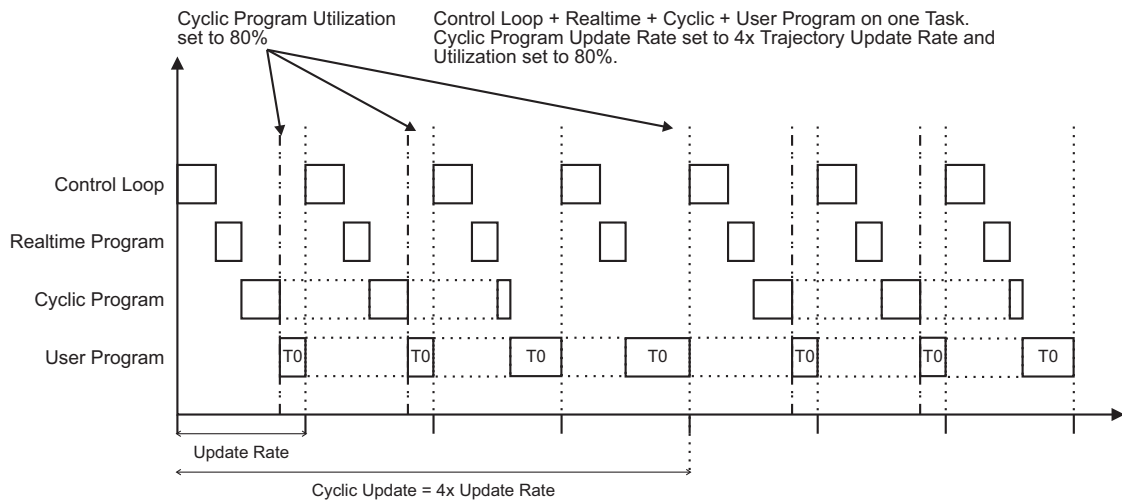 Cyclic Program Utilization
set to 80%
Control Loop + Realtime + Cyclic + User Program on one Task.
Cyclic Program Update Rate set to 4x Trajectory Update Rate and
Utilization set to 80%.
Control Loop
Realtime Program
Cyclic Program
User Program
T0
T0
T0
T0
T0
T0
T0
Update Rate
Cyclic Update = 4x Update Rate